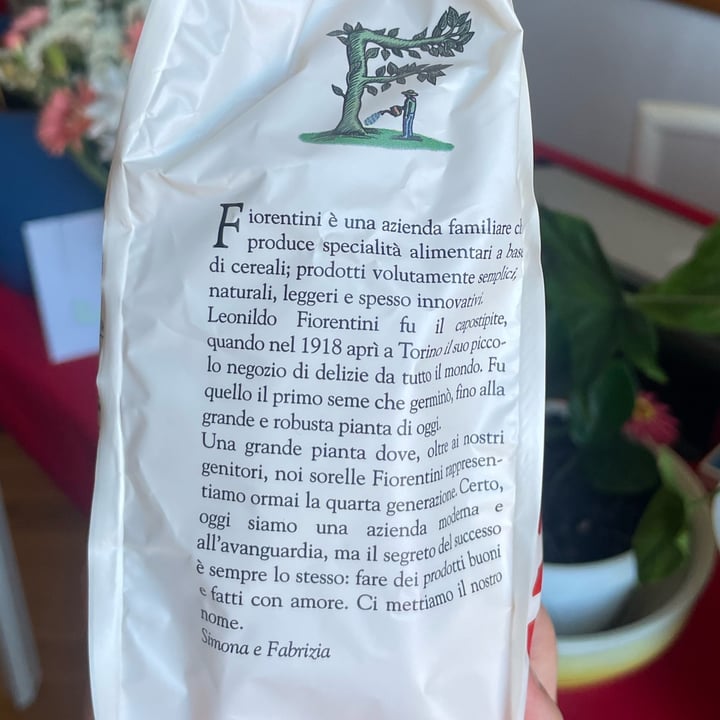 Fiorentini è una azienda familiare
produce specialità alimentari a base
di cereali; prodotti volutamente semplici,
naturali, leggeri e spesso innovativi.
Leonildo Fiorentini fu il capostipite,
quando nel 1918 aprì a Torino il suo picco-
lo negozio di delizie da tutto il mondo. Fu
quello il primo seme che germinò, fino alla
grande e robusta pianta di oggi.
Una grande pianta dove, oltre ai nostri
genitori, noi sorelle Fiorentini rappresen-
tiamo ormai la quarta generazione. Certo,
oggi siamo una azienda moderna e
all'avanguardia, ma il segreto del successo
è sempre lo stesso: fare dei prodotti buoni
e fatti con amore. Ci mettiamo il nostro
nome.
Simona e Fabrizia